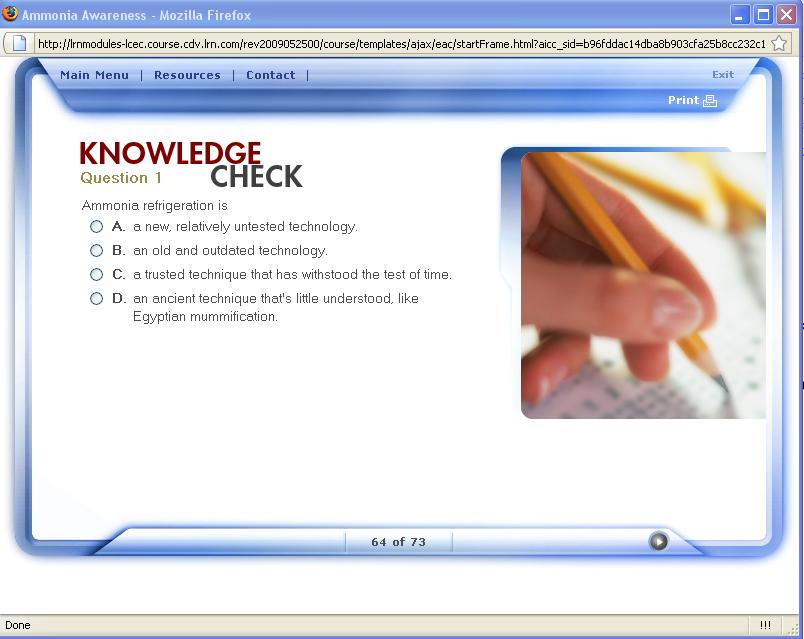 Ammonia Awareness - Mozilla Firefox
http://lrnmodules-lcec.course.cdv.lrn.com/rev2009052500/course/templates/ajax/eac/startFrame.html?aicc_sid=b96fddac14dba8b903cfa25b8cc232c1
Main Menu | Resources | Contact | Exit
Print
KNOWLEDGE
CHECK
Question 1
Ammonia refrigeration is
A. a new, relatively untested technology.
B. an old and outdated technology.
C. a trusted technique that has withstood the test of time.
D. an ancient technique that's little understood, like
Egyptian mummification.
64 of 73
Done !!!